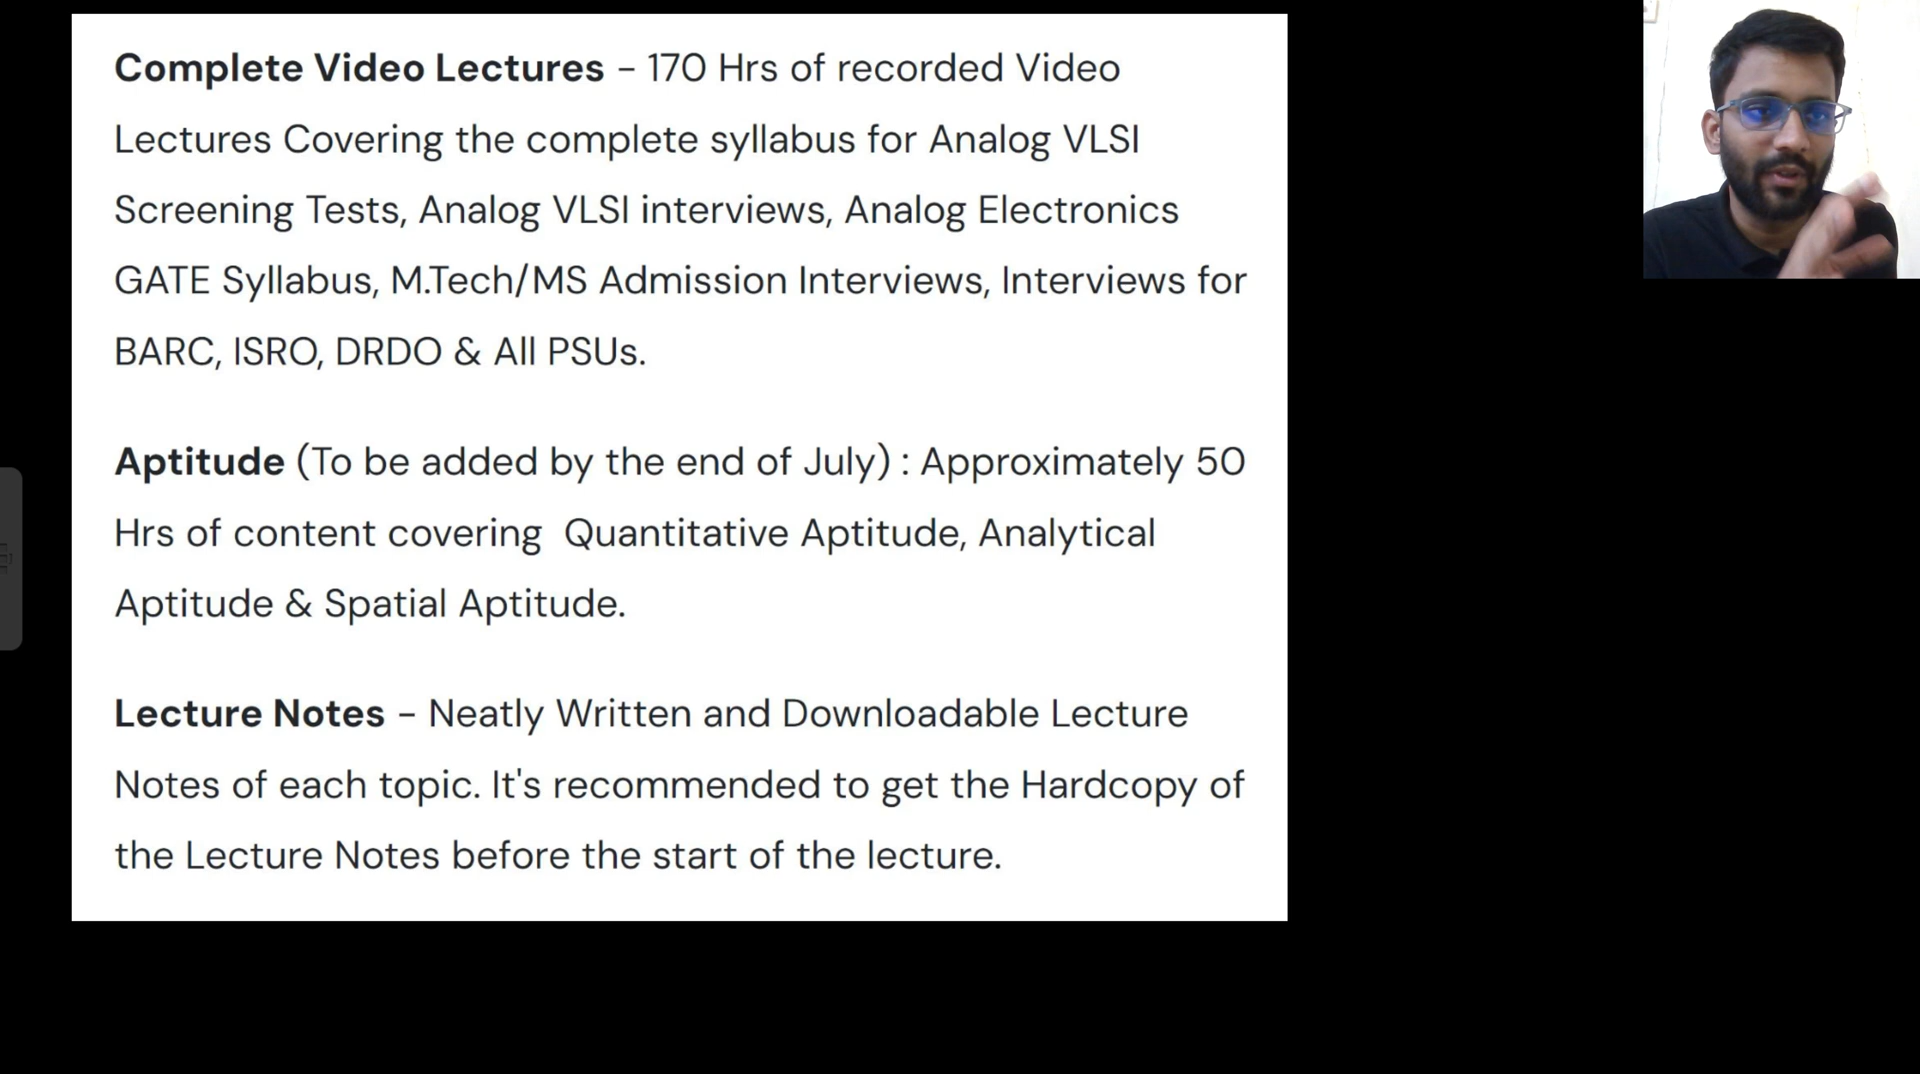 Complete Video Lectures – 170 Hrs of recorded Video
Lectures Covering the complete syllabus for Analog VLSI
Screening Tests, Analog VLSI interviews, Analog Electronics
GATE Syllabus, M.Tech/MS Admission Interviews, Interviews for
BARC, ISRO, DRDO & All PSUs.
Aptitude (To be added by the end of July) : Approximately 50
Hrs of content covering  Quantitative Aptitude, Analytical
Aptitude & Spatial Aptitude.
Lecture Notes – Neatly Written and Downloadable Lecture
Notes of each topic. It's recommended to get the Hardcopy of
the Lecture Notes before the start of the lecture.